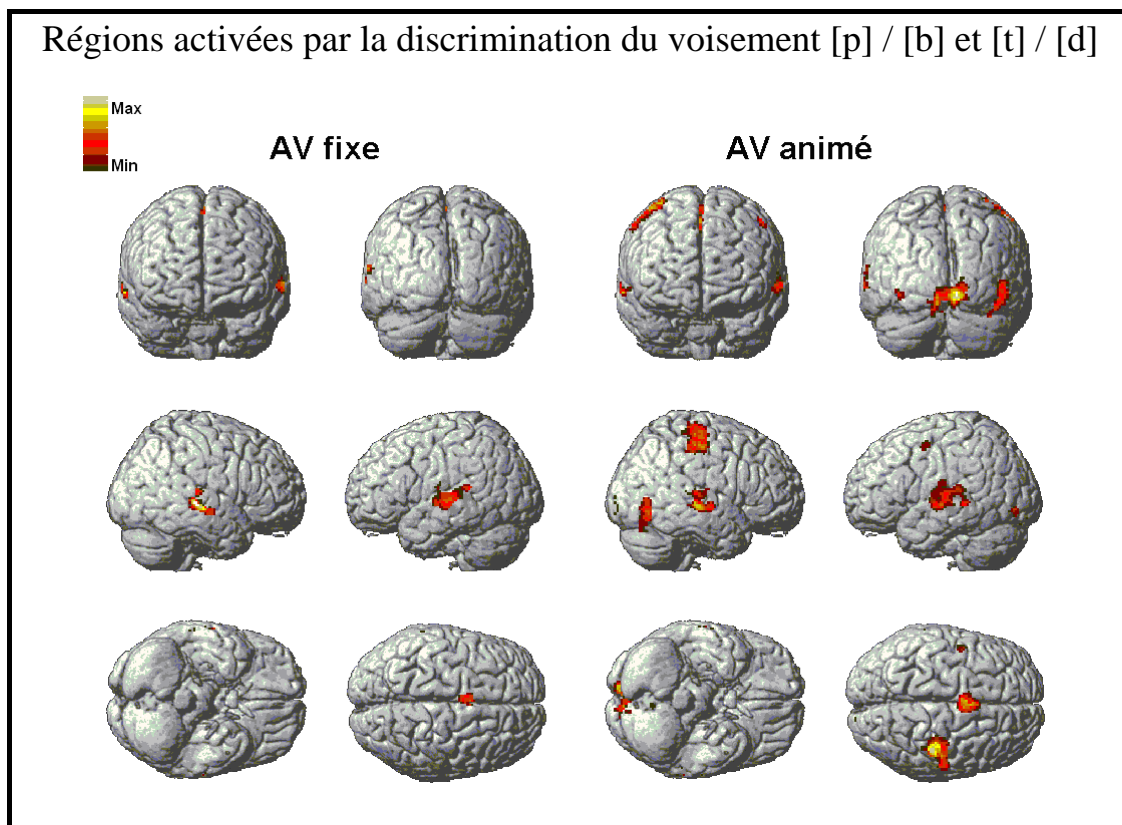 Régions activées par la discrimination du voisement [p] / [b] et [t] / [d]
Max
Min
AV fixe
AV animé